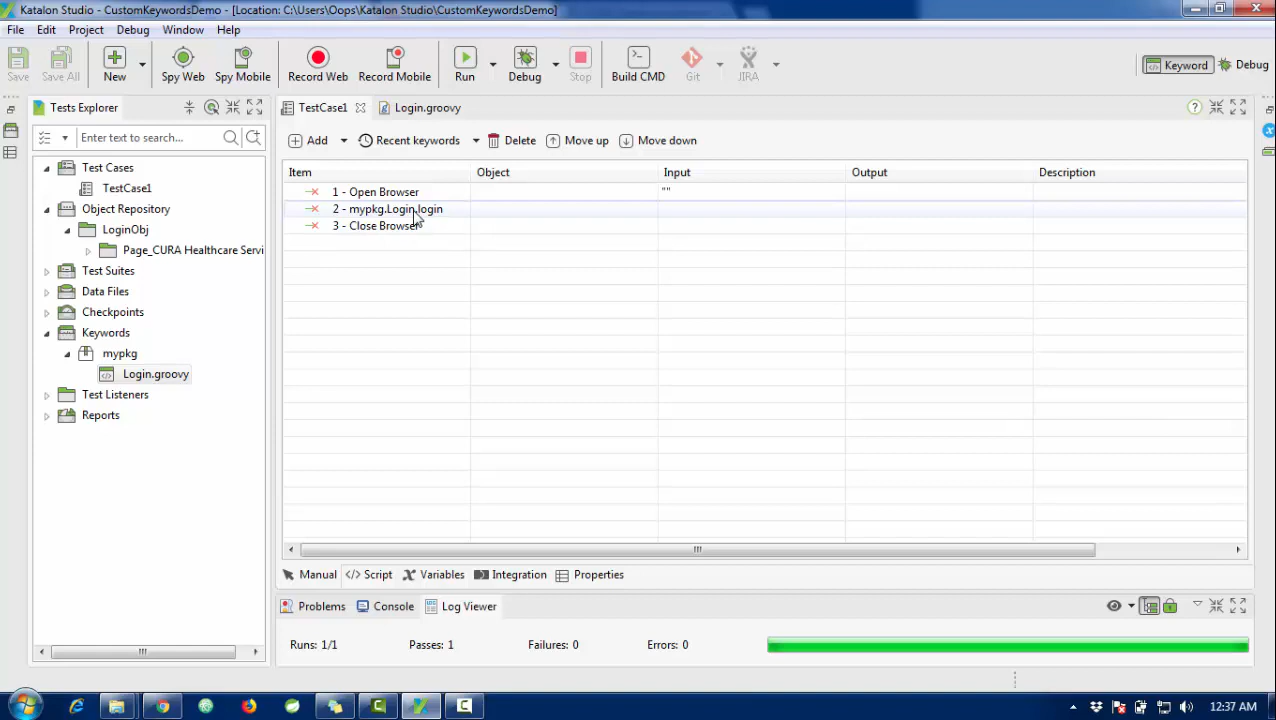 Katalon Studio - CustomKeywordsDemo - [Location: C:\Users\Oops\Katalon Studio\CustomKeywordsDemo]
File Edit Project Debug Window Help
Save Save All New Spy Web Spy Mobile Record Web Record Mobile Run Debug Stop Build CMD Git JIRA Keyword Debug
Tests Explorer
Enter text to search...
Test Cases
TestCase1
Object Repository
LoginObj
Page_CURA Healthcare Servi
Test Suites
Data Files
Checkpoints
Keywords
mypkg
Login.groovy
Test Listeners
Reports
TestCase1 Login.groovy
Add Recent keywords Delete Move up Move down
Item Object Input Output Description
1 - Open Browser ""
2 - mypkg.Login.login
3 - Close Browser
Manual Script Variables Integration Properties
Problems Console Log Viewer
Runs: 1/1 Passes: 1 Failures: 0 Errors: 0
12:37 AM